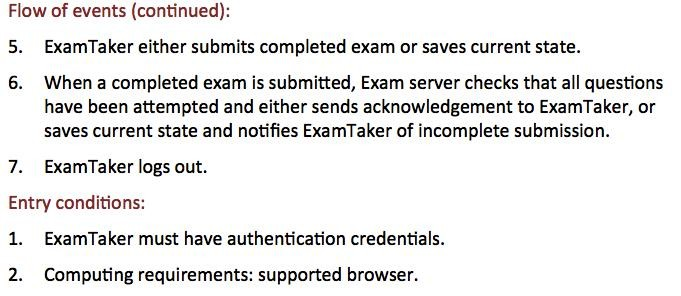 Flow of events (continued):
5. ExamTaker either submits completed exam or saves current state.
6. When a completed exam is submitted, Exam server checks that all questions
have been attempted and either sends acknowledgement to ExamTaker, or
saves current state and notifies ExamTaker of incomplete submission.
7. ExamTaker logs out.
Entry conditions:
1. ExamTaker must have authentication credentials.
2. Computing requirements: supported browser.